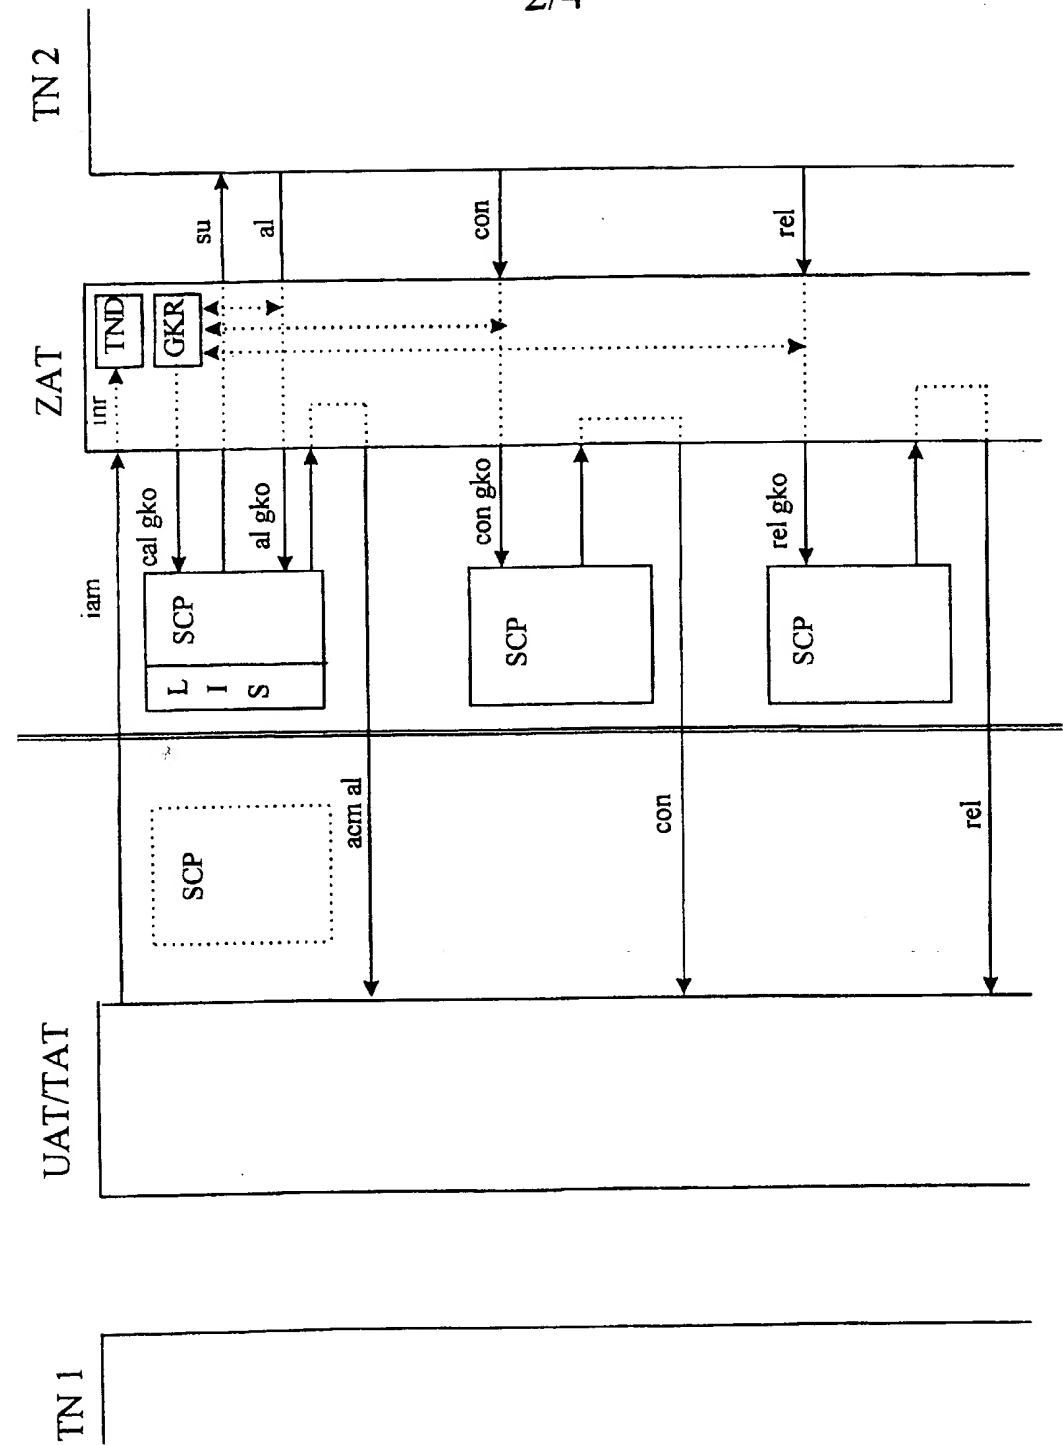 2/4
TN 1
UAT/TAT
ZAT
TN 2
iam
inr
TND
GKR
cal gko
su
al
al gko
L
I
S
SCP
SCP
acm al
con
con gko
SCP
con
rel
rel gko
SCP
rel